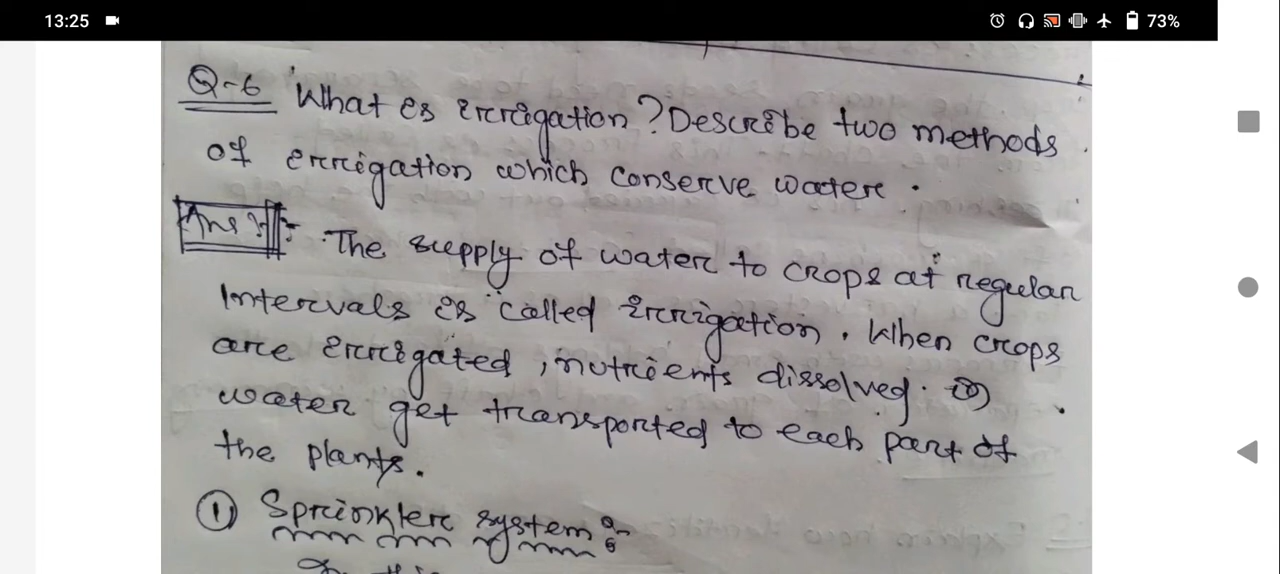 13:25
73%
Q-6 What is irrigation? Describe two methods
of irrigation which conserve water.
Ans :-
The supply of water to crops at regular
Intervals is called irrigation. When crops
are irrigated, nutrients dissolved in
water get transported to each part of
the plants.
① Sprinkler system :-